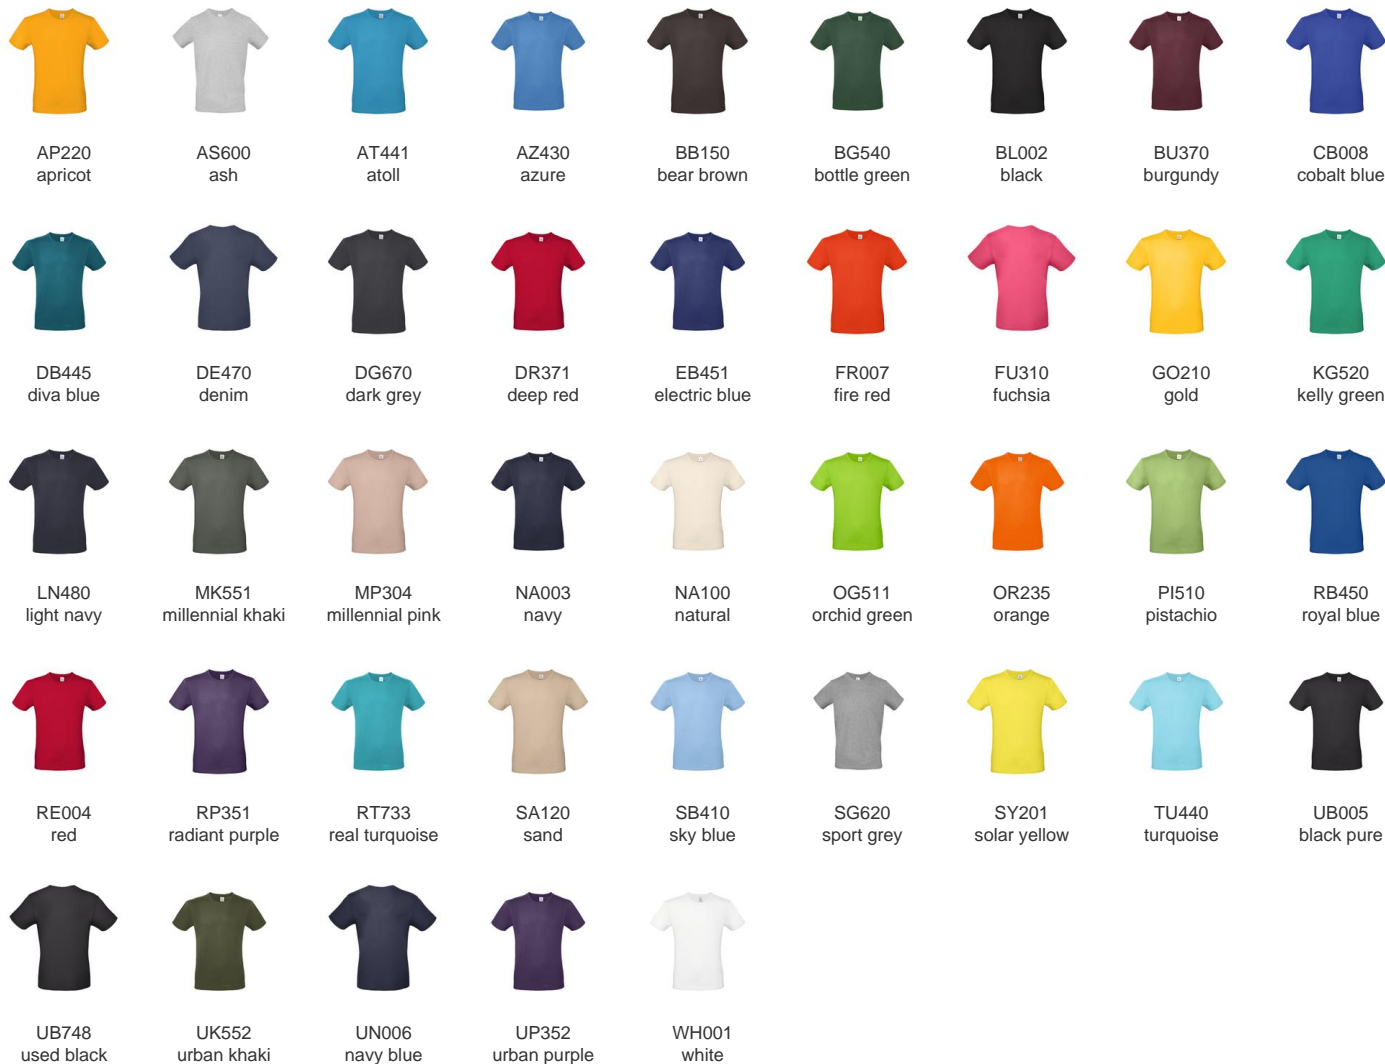 AP220 AS600 AT441 AZ430 BB150 BG540 BL002 BU370 CB008
apricot ash atoll azure bear brown bottle green black burgundy cobalt blue
DB445 DE470 DG670 DR371 EB451 FR007 FU310 GO210 KG520
diva blue denim dark grey deep red electric blue fire red fuchsia gold kelly green
LN480 MK551 MP304 NA003 NA100 OG511 OR235 PI510 RB450
light navy millennial khaki millennial pink navy natural orchid green orange pistachio royal blue
RE004 RP351 RT733 SA120 SB410 SG620 SY201 TU440 UB005
red radiant purple real turquoise sand sky blue sport grey solar yellow turquoise black pure
UB748 UK552 UN006 UP352 WH001
used black urban khaki navy blue urban purple white